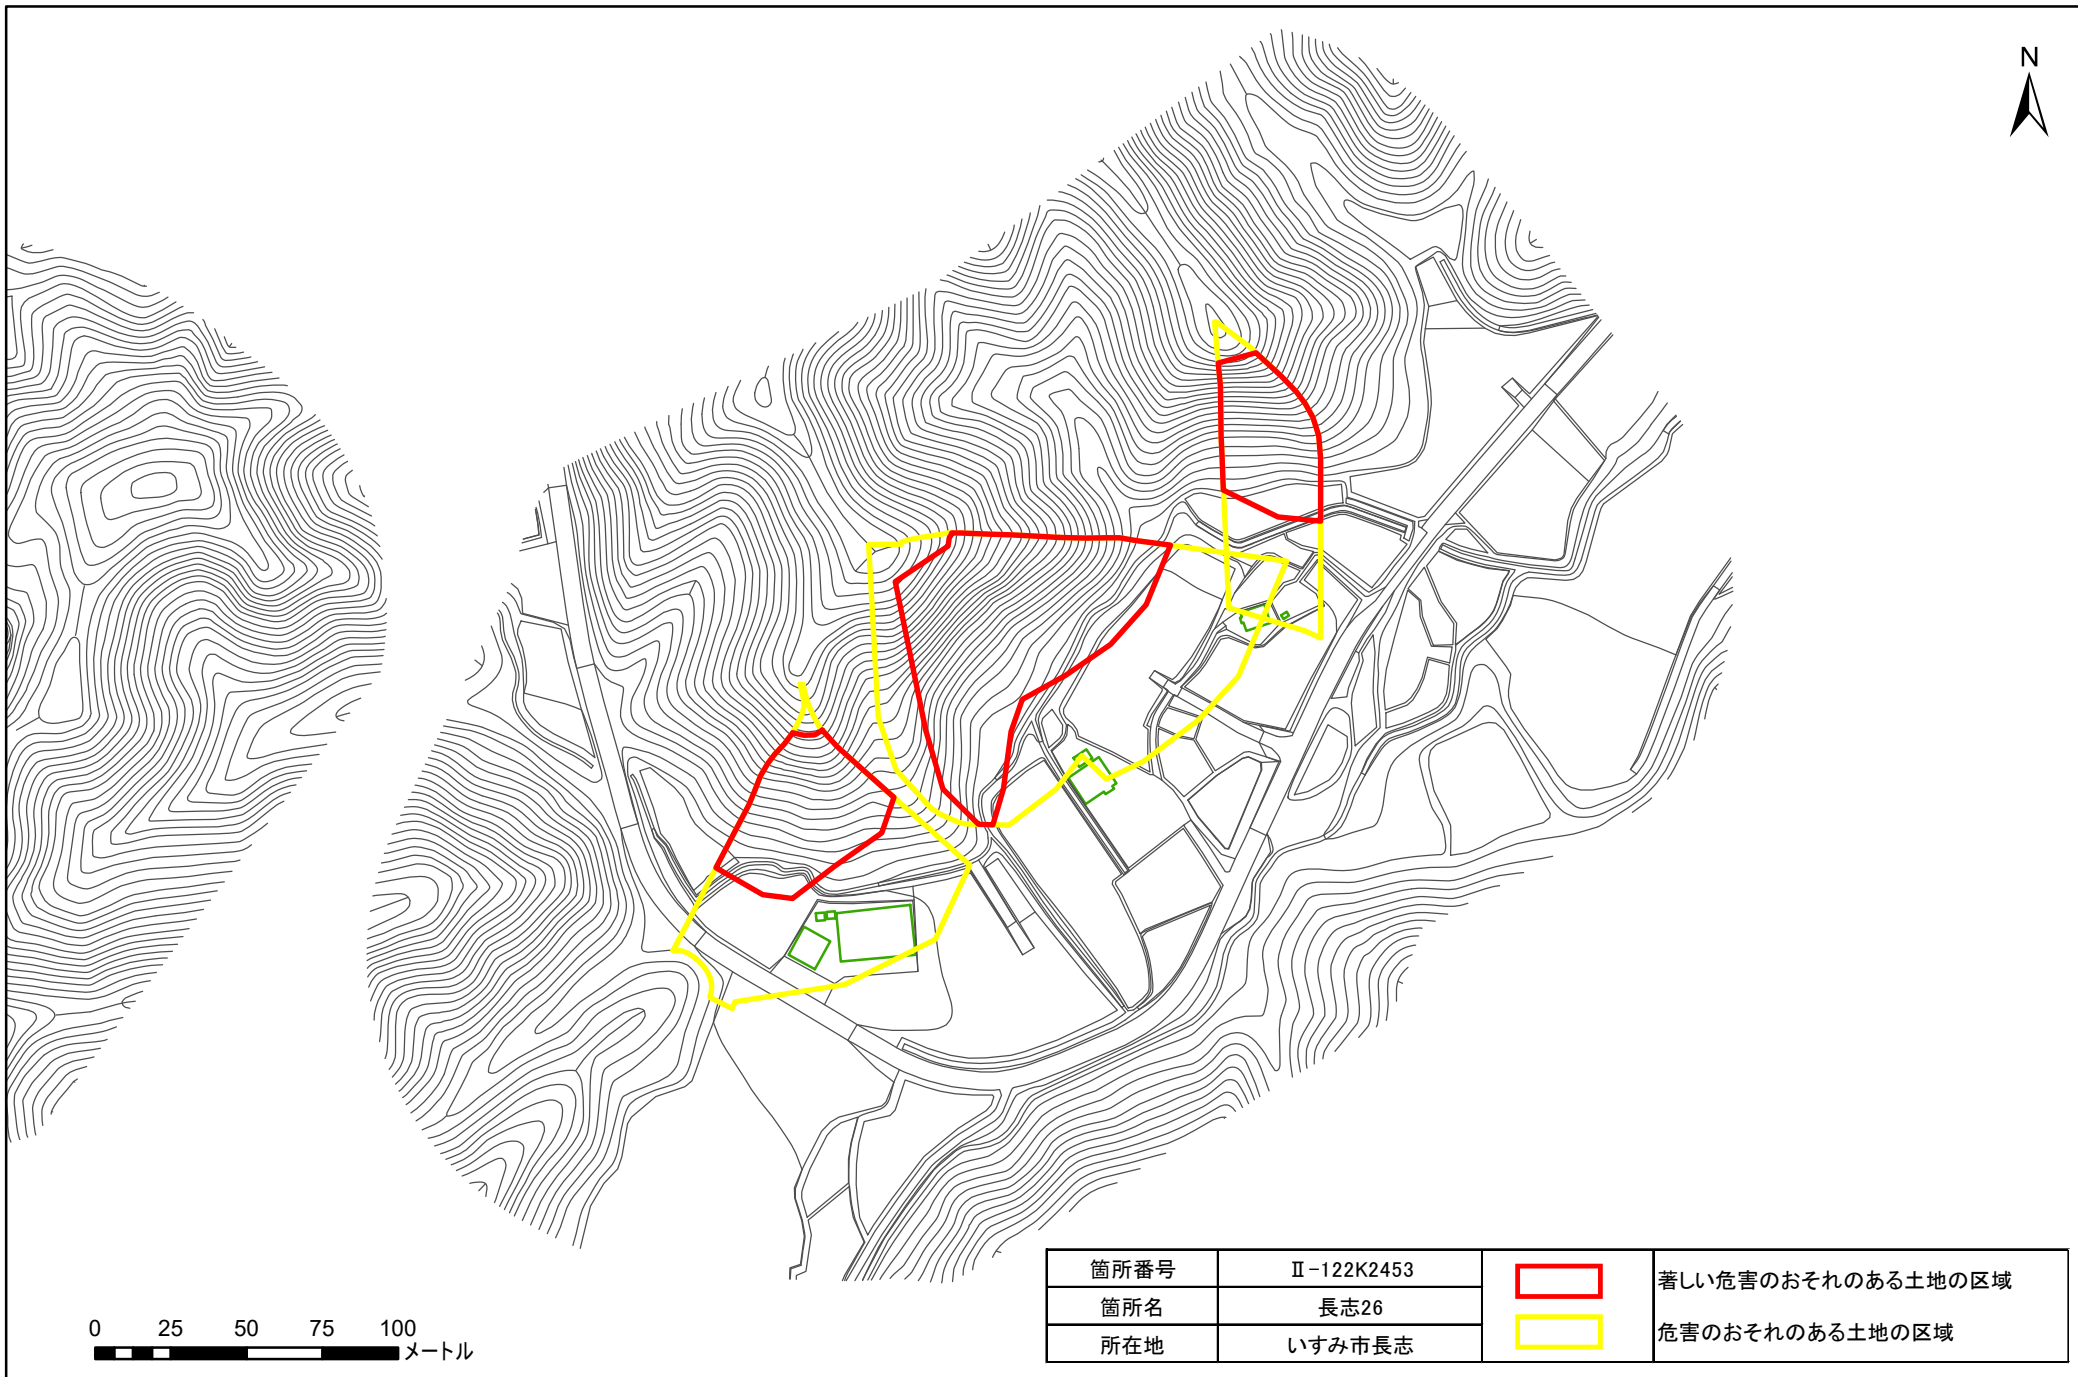 N
0 25 50 75 100
メートル
箇所番号 Ⅱ-122K2453
箇所名 長志26
所在地 いすみ市長志
著しい危害のおそれのある土地の区域
危害のおそれのある土地の区域